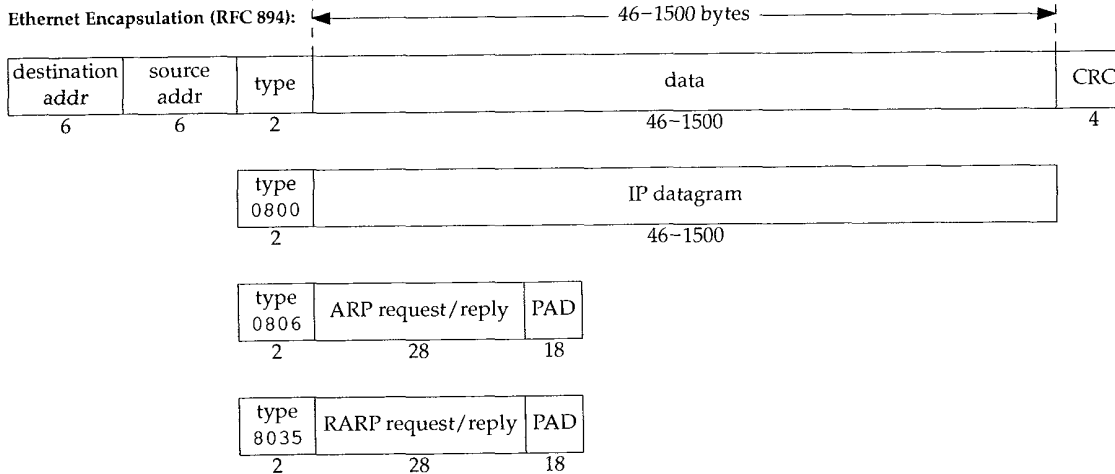 Ethernet Encapsulation (RFC 894):
46–1500 bytes
destination addr
source addr
type
data
CRC
6
6
2
46–1500
4
type 0800
IP datagram
2
46–1500
type 0806
ARP request/reply
PAD
2
28
18
type 8035
RARP request/reply
PAD
2
28
18